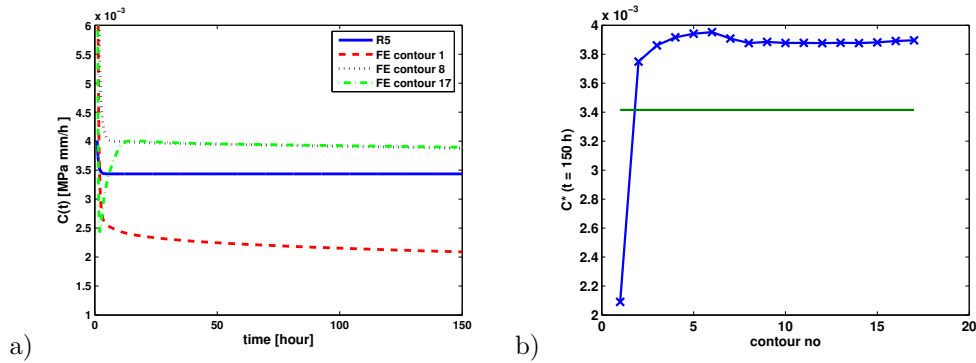 x 10⁻³
6
5.5
5
4.5
4
3.5
3
2.5
2
1.5
1
0
50
100
150
C(t) [MPa mm/h]
time [hour]
R5
FE contour 1
FE contour 8
FE contour 17
a)
x 10⁻³
4
3.8
3.6
3.4
3.2
3
2.8
2.6
2.4
2.2
2
0
5
10
15
20
C* (t = 150 h)
contour no
b)